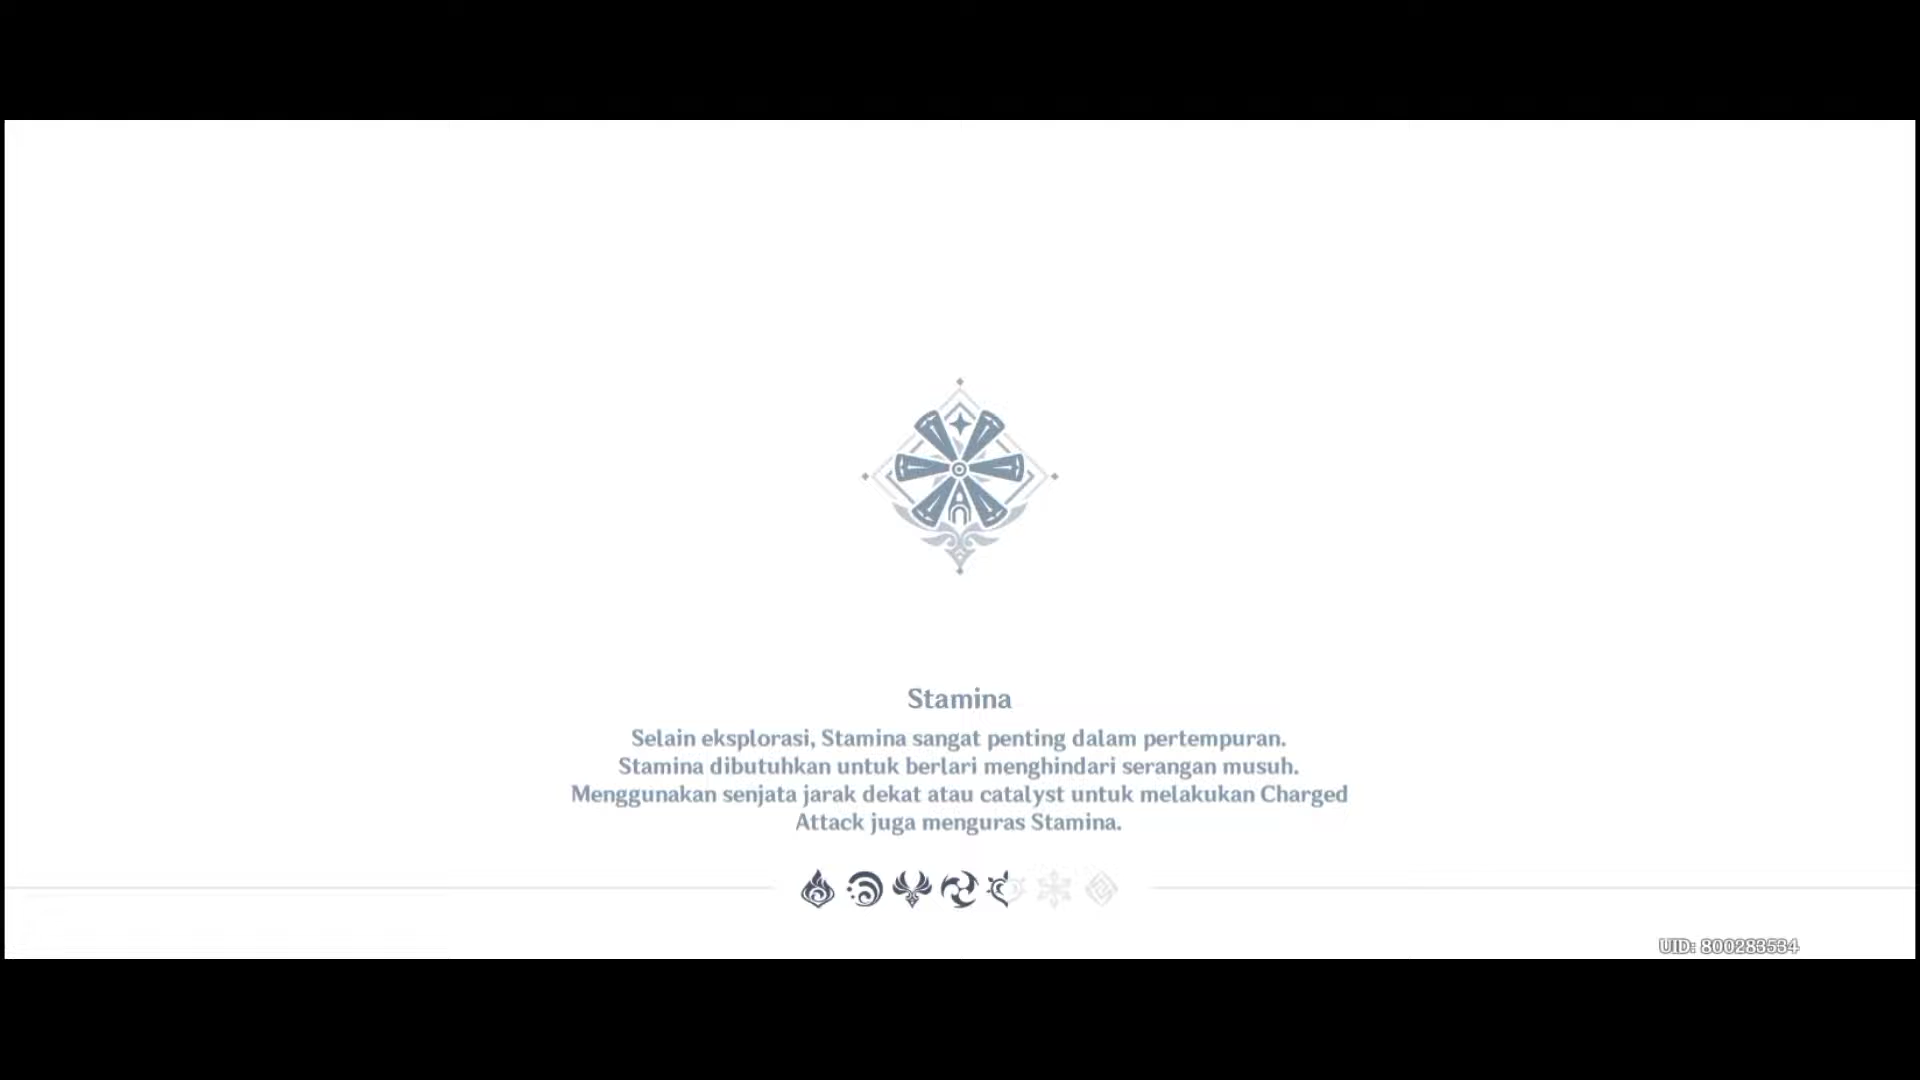 Stamina
Selain eksplorasi, Stamina sangat penting dalam pertempuran.
Stamina dibutuhkan untuk berlari menghindari serangan musuh.
Menggunakan senjata jarak dekat atau catalyst untuk melakukan Charged
Attack juga menguras Stamina.
UID: 800283534